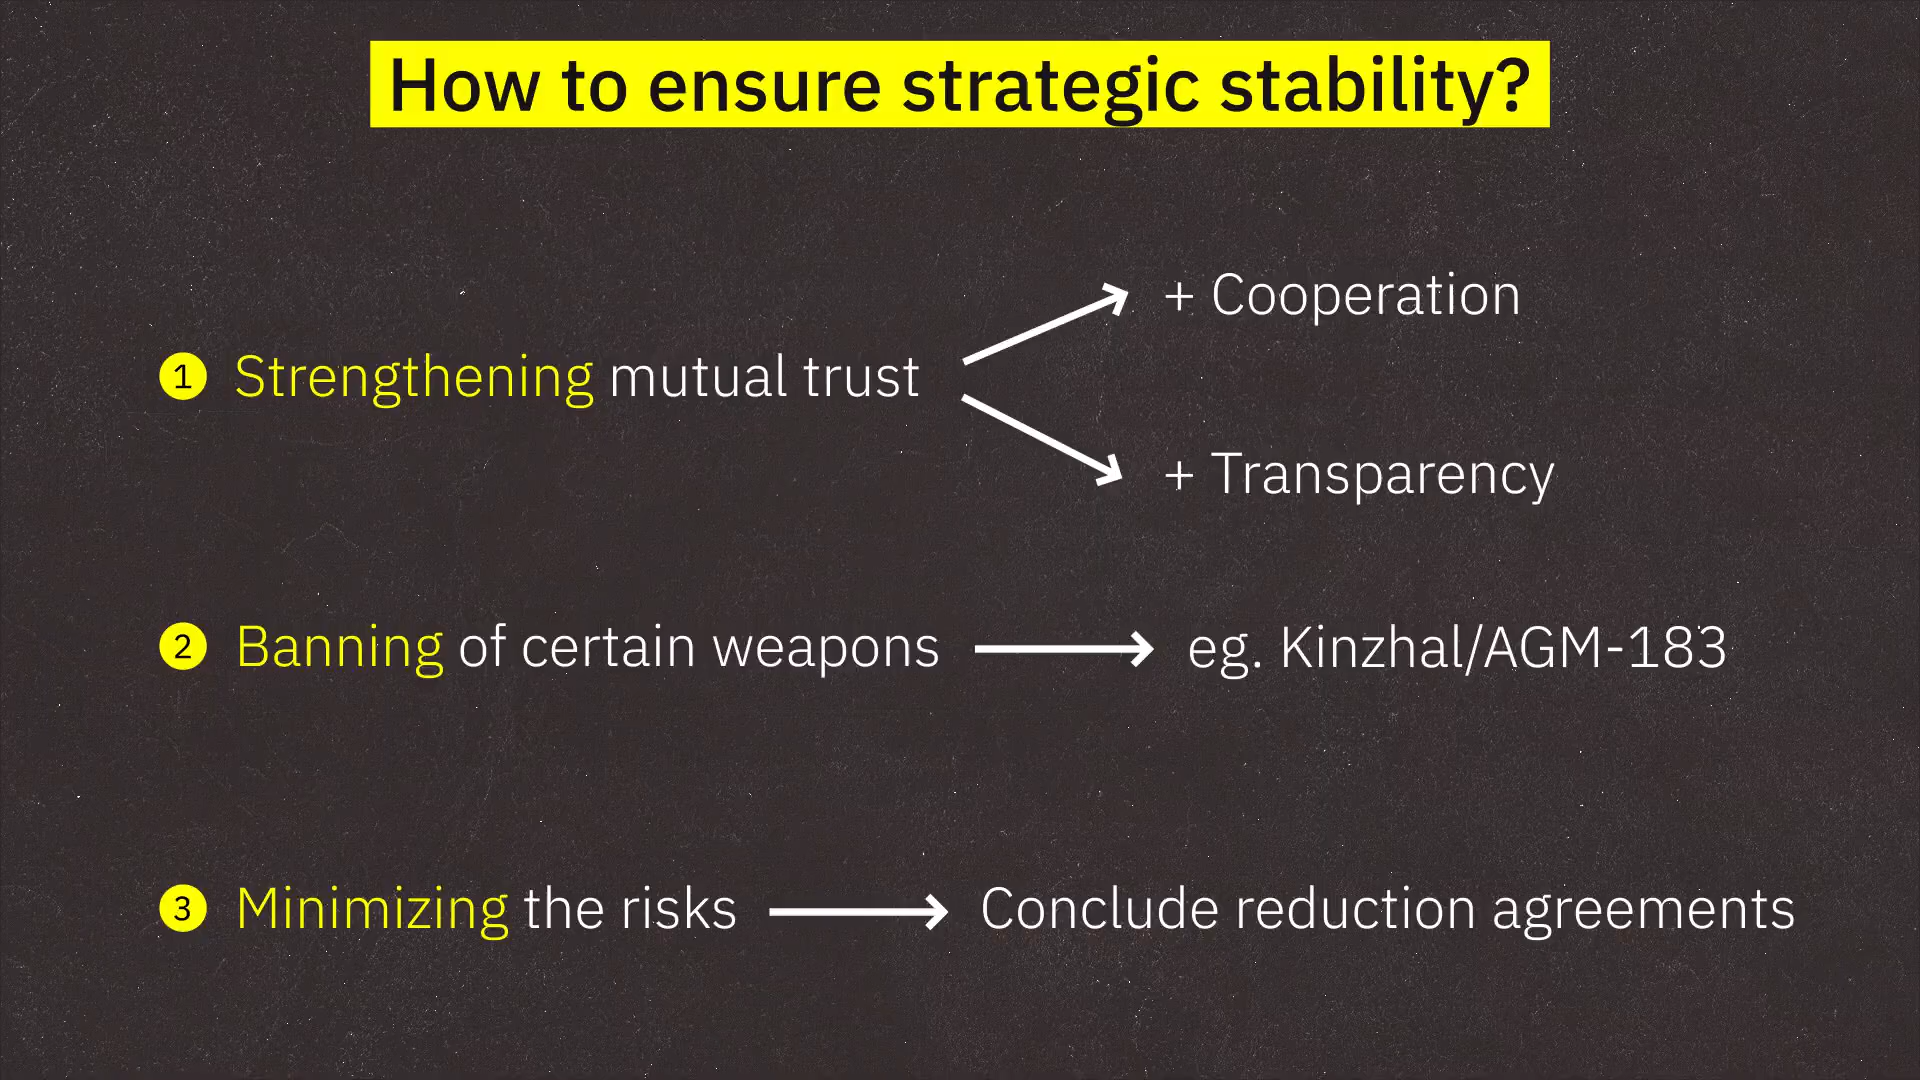 How to ensure strategic stability?
1 Strengthening mutual trust
+ Cooperation
+ Transparency
2 Banning of certain weapons eg. Kinzhal/AGM-183
3 Minimizing the risks Conclude reduction agreements